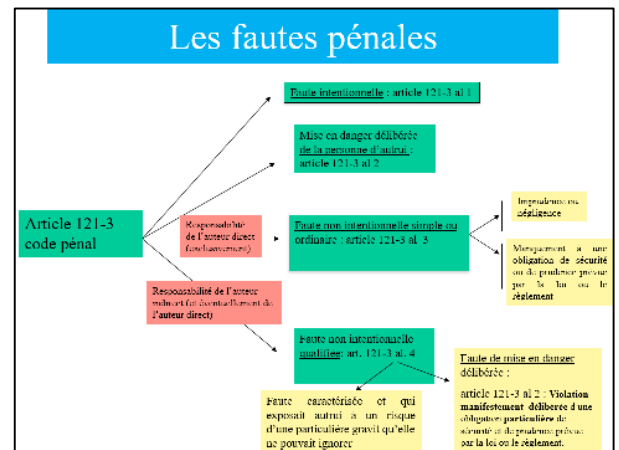 Les fautes pénales
Faute intentionnelle : article 121-3 al 1
Mise en danger délibérée
de la personne d'autrui :
article 121-3 al 2
Article 121-3
code pénal
Responsabilité
de l'auteur direct
(exclusivement)
Faute non intentionnelle simple ou
ordinaire : article 121-3 al 3
Imprudence ou
négligence
Manquement a une
obligation de sécurité
ou de prudence prévue
par la loi ou le
règlement
Responsabilité de l'auteur
indirect (et éventuellement de
l'auteur direct)
Faute non intentionnelle
qualifiée: art. 121-3 al. 4
Faute caractérisée et qui
exposait autrui à un risque
d'une particulière gravit qu'elle
ne pouvait ignorer
Faute de mise en danger
délibérée :
article 121-3 al 2 : Violation
manifestement délibérée d'une
obligation particulière de
sécurité et de prudence prévue
par la loi ou le règlement.